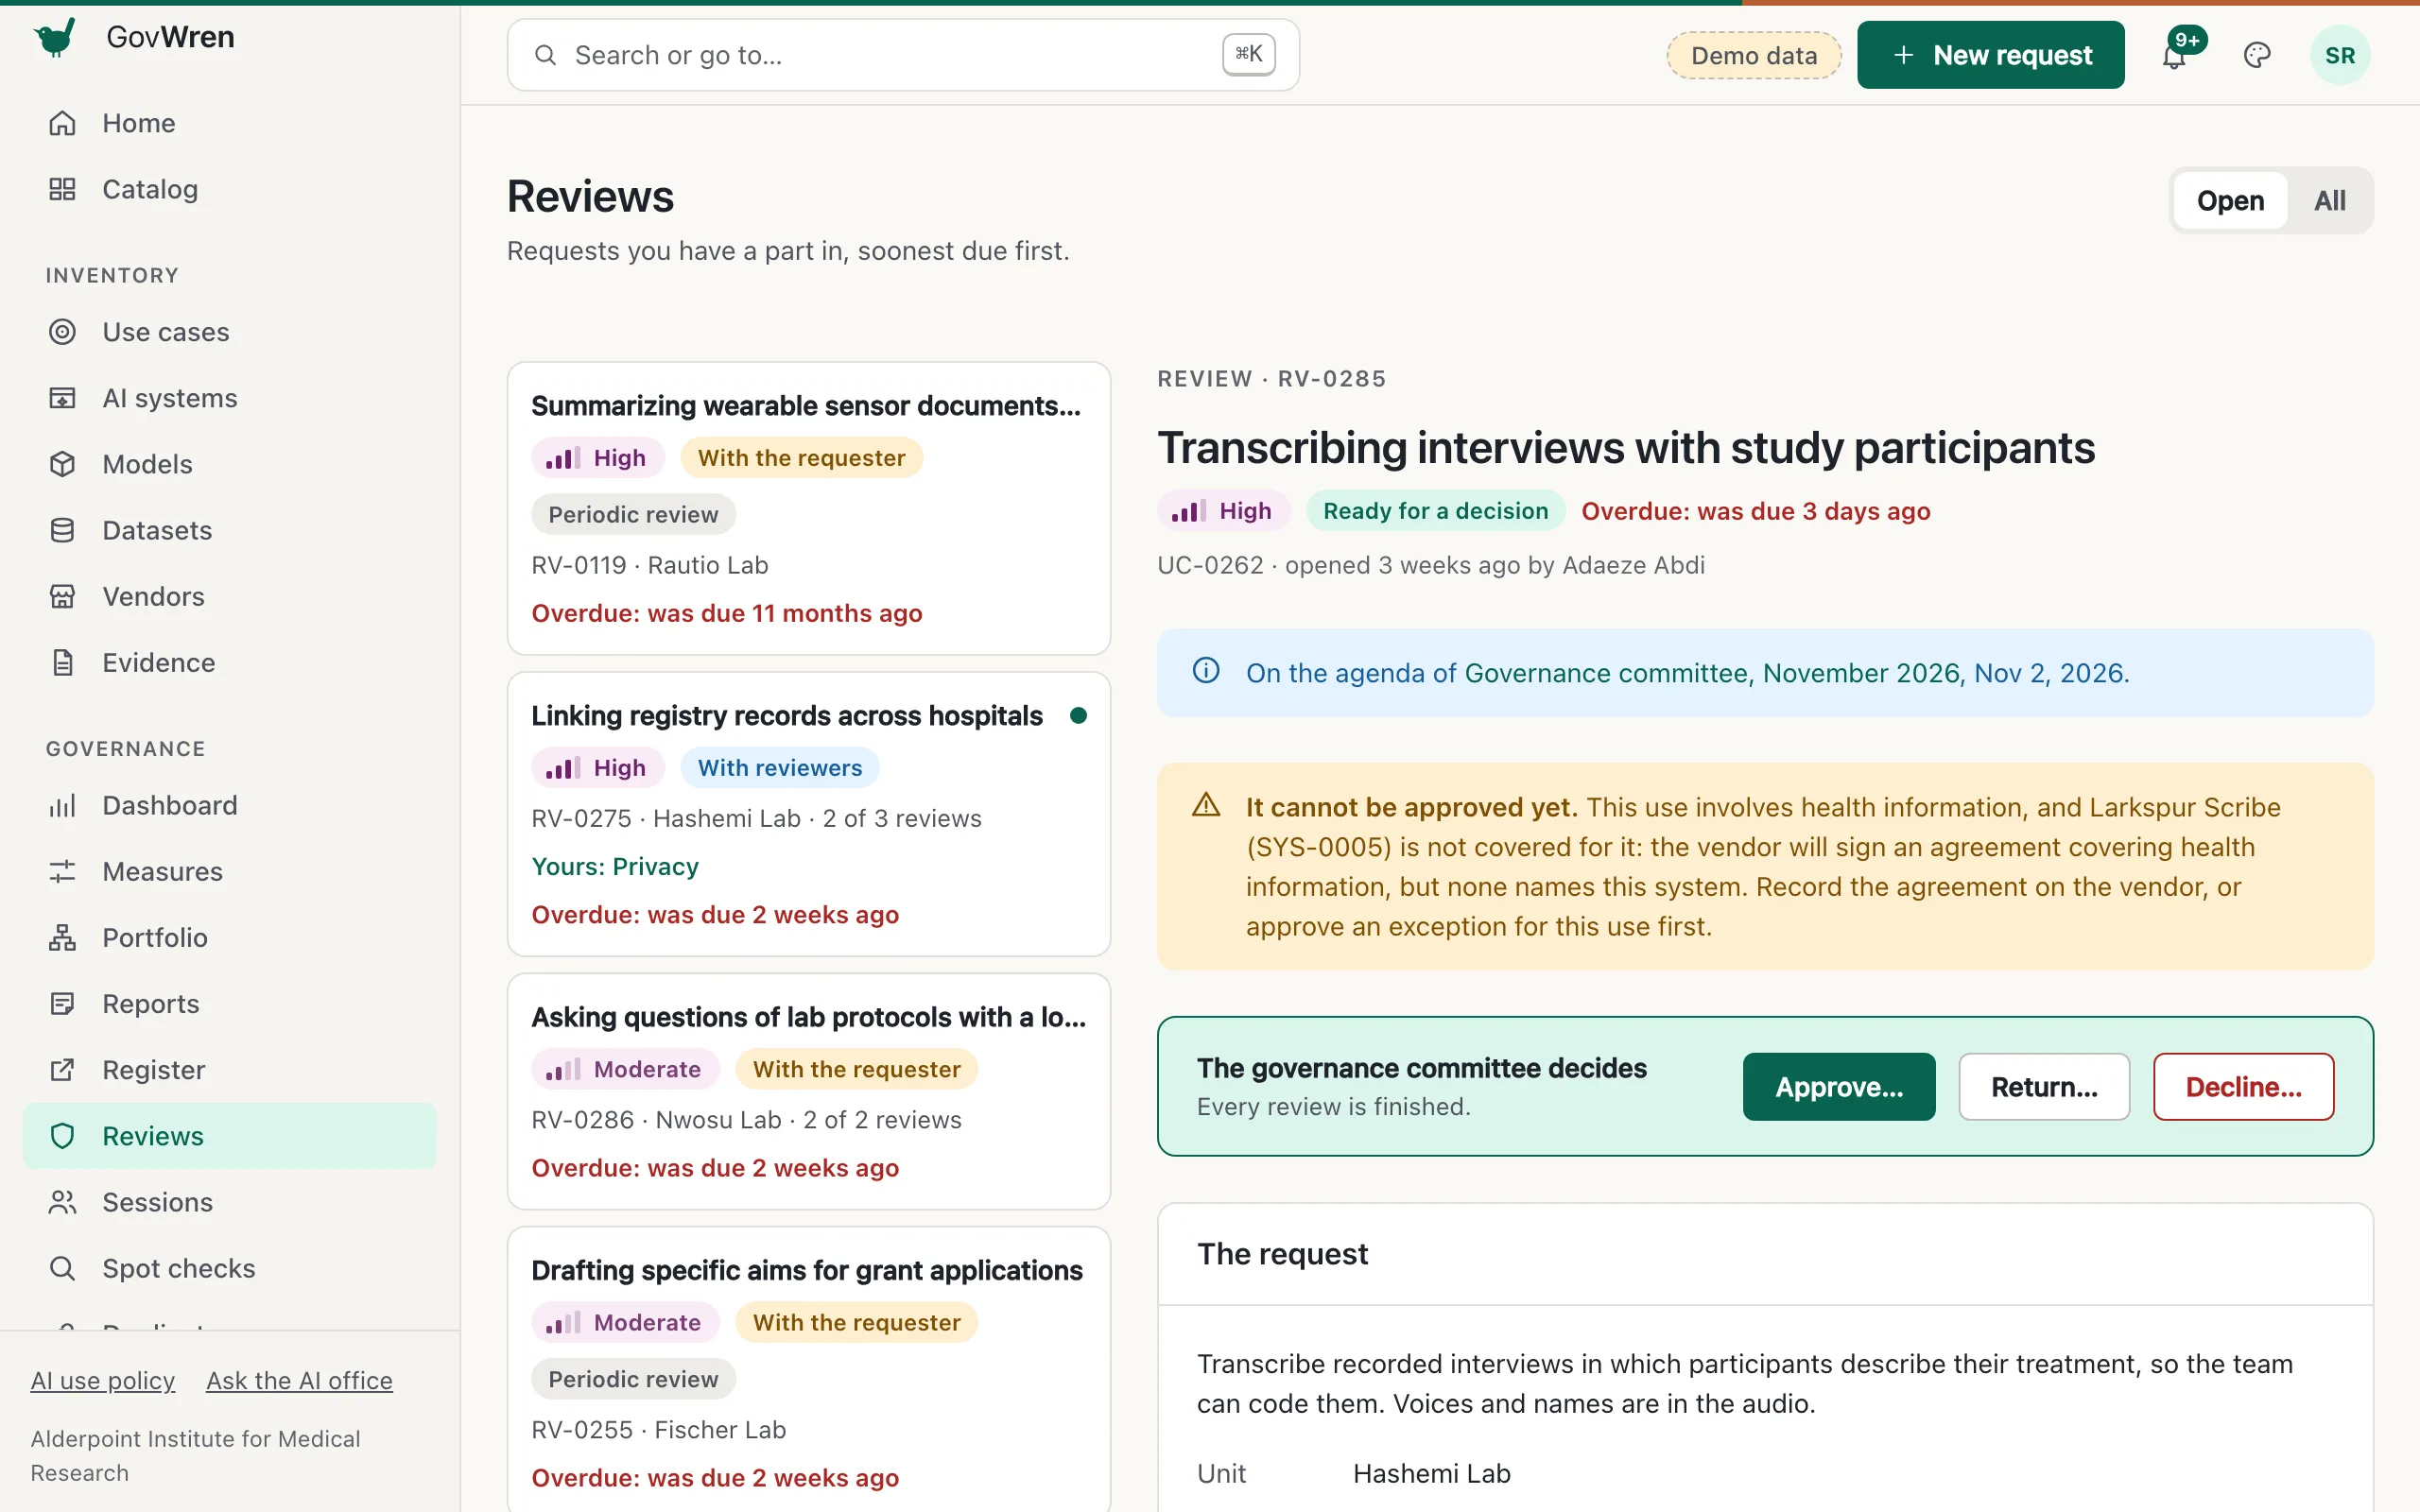 GovWren
Search or go to...
⌘K
Demo data
+ New request
9+
SR
Home
Catalog
INVENTORY
Use cases
AI systems
Models
Datasets
Vendors
Evidence
GOVERNANCE
Dashboard
Measures
Portfolio
Reports
Register
Reviews
Sessions
Spot checks
AI use policy
Ask the AI office
Alderpoint Institute for Medical
Research
Reviews
Requests you have a part in, soonest due first.
Open
All
Summarizing wearable sensor documents...
High
With the requester
Periodic review
RV-0119 · Rautio Lab
Overdue: was due 11 months ago
Linking registry records across hospitals
High
With reviewers
RV-0275 · Hashemi Lab · 2 of 3 reviews
Yours: Privacy
Overdue: was due 2 weeks ago
Asking questions of lab protocols with a lo...
Moderate
With the requester
RV-0286 · Nwosu Lab · 2 of 2 reviews
Overdue: was due 2 weeks ago
Drafting specific aims for grant applications
Moderate
With the requester
Periodic review
RV-0255 · Fischer Lab
Overdue: was due 2 weeks ago
REVIEW · RV-0285
Transcribing interviews with study participants
High
Ready for a decision
Overdue: was due 3 days ago
UC-0262 · opened 3 weeks ago by Adaeze Abdi
On the agenda of Governance committee, November 2026, Nov 2, 2026.
It cannot be approved yet. This use involves health information, and Larkspur Scribe
(SYS-0005) is not covered for it: the vendor will sign an agreement covering health
information, but none names this system. Record the agreement on the vendor, or
approve an exception for this use first.
The governance committee decides
Every review is finished.
Approve...
Return...
Decline...
The request
Transcribe recorded interviews in which participants describe their treatment, so the team
can code them. Voices and names are in the audio.
Unit
Hashemi Lab